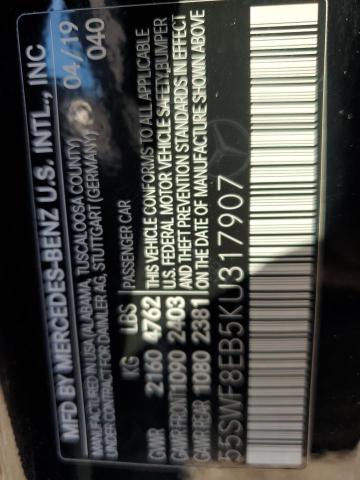 MFD BY MERCEDES-BENZ U.S. INTL., INC
MANUFACTURED IN USA (ALABAMA, TUSCALOOSA COUNTY) 04/19
UNDER CONTRACT FOR DAIMLER AG, STUTTGART (GERMANY) 040
KG LBS PASSENGER CAR
GVWR 2160 4762 THIS VEHICLE CONFORMS TO ALL APPLICABLE
GAWR FRONT 1090 2403 U.S. FEDERAL MOTOR VEHICLE SAFETY, BUMPER
GAWR REAR 1080 2381 AND THEFT PREVENTION STANDARDS IN EFFECT
ON THE DATE OF MANUFACTURE SHOWN ABOVE
55SWF8EB5KU317907